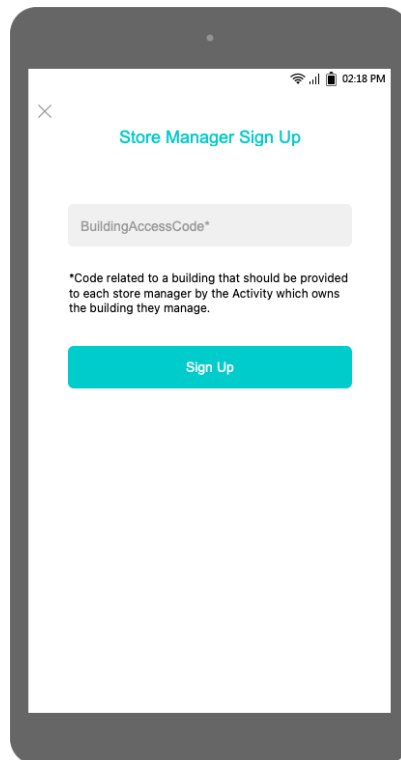 02:18 PM
Store Manager Sign Up
BuildingAccessCode*
*Code related to a building that should be provided
to each store manager by the Activity which owns
the building they manage.
Sign Up